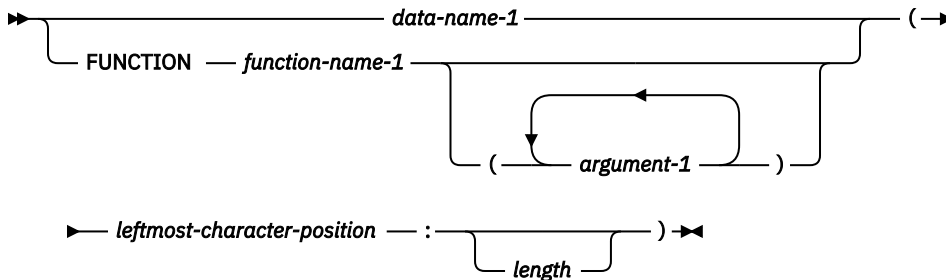 data-name-1 (
FUNCTION function-name-1
( argument-1 )
leftmost-character-position : )
length